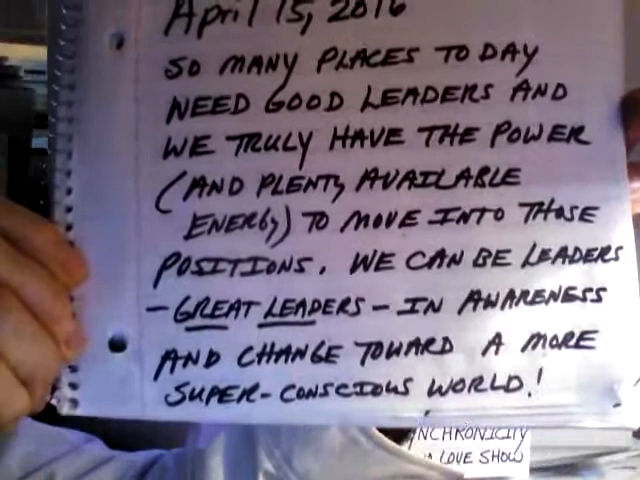 April 15, 2016
SO MANY PLACES TODAY
NEED GOOD LEADERS AND
WE TRULY HAVE THE POWER
(AND PLENTY AVAILABLE
ENERGY) TO MOVE INTO THOSE
POSITIONS. WE CAN BE LEADERS
- GREAT LEADERS - IN AWARENESS
AND CHANGE TOWARD A MORE
SUPER-CONSCIOUS WORLD!
NCHRONICITY
A LOVE SHOW